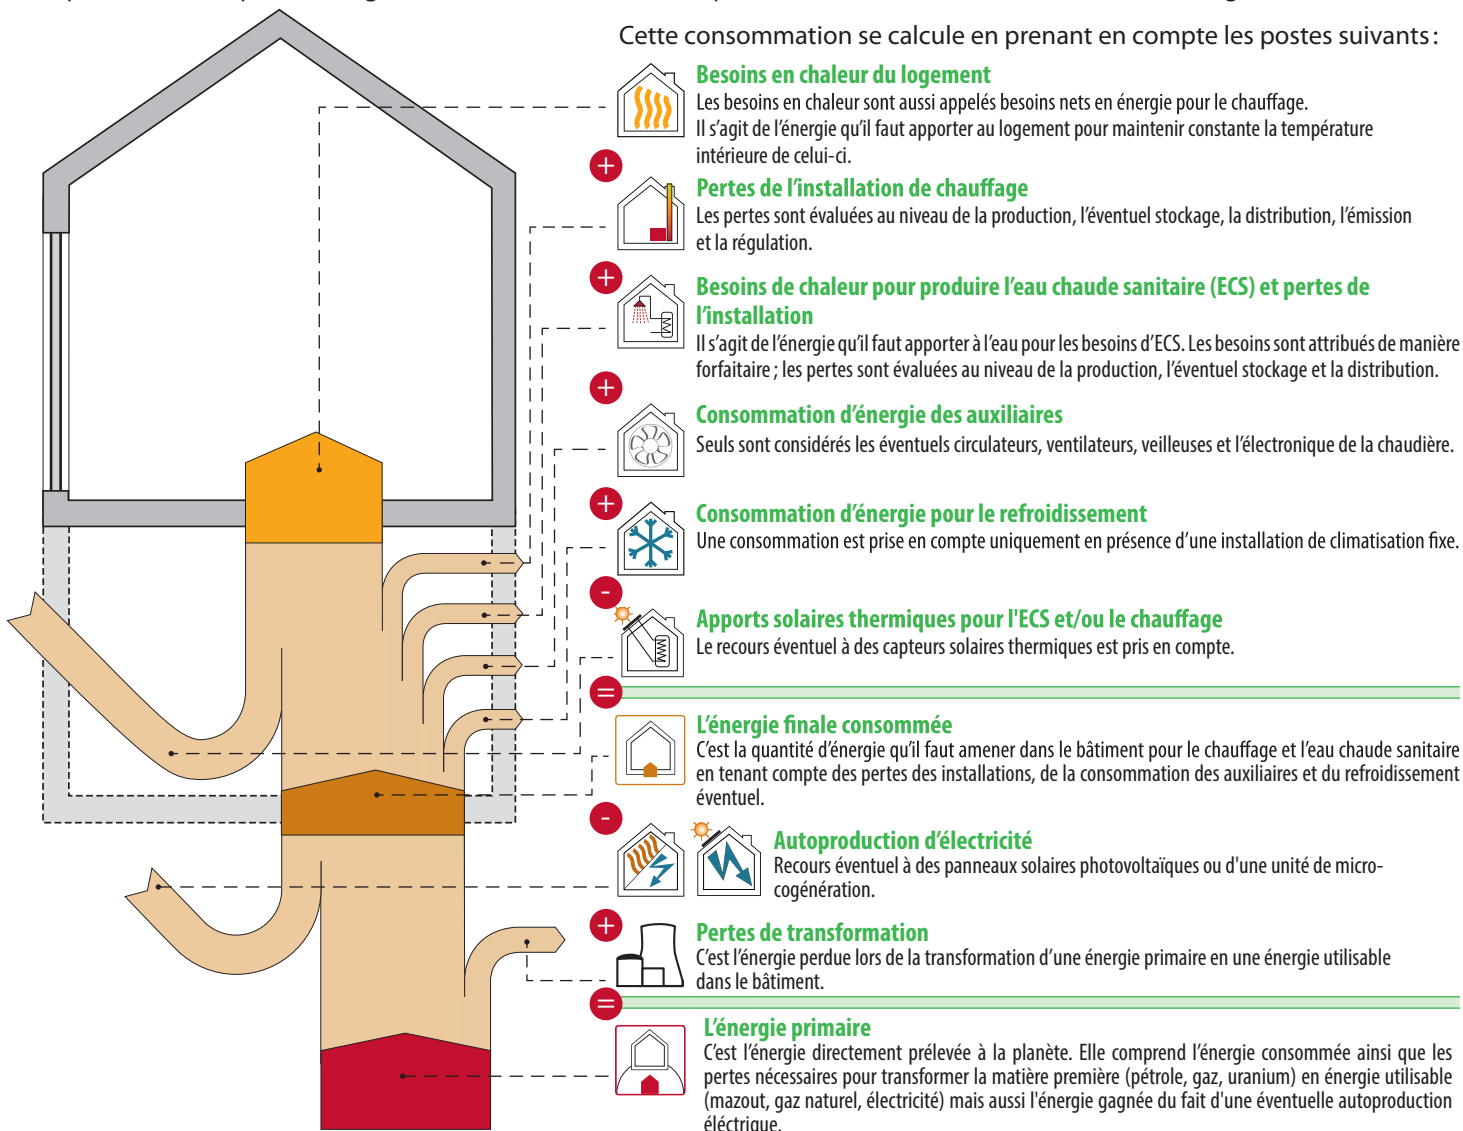 Cette consommation se calcule en prenant en compte les postes suivants :
Besoins en chaleur du logement
Les besoins en chaleur sont aussi appelés besoins nets en énergie pour le chauffage.
Il s’agit de l’énergie qu’il faut apporter au logement pour maintenir constante la température
intérieure de celui-ci.
+
Pertes de l’installation de chauffage
Les pertes sont évaluées au niveau de la production, l’éventuel stockage, la distribution, l’émission
et la régulation.
+
Besoins de chaleur pour produire l’eau chaude sanitaire (ECS) et pertes de
l’installation
Il s’agit de l’énergie qu’il faut apporter à l’eau pour les besoins d’ECS. Les besoins sont attribués de manière
forfaitaire ; les pertes sont évaluées au niveau de la production, l’éventuel stockage et la distribution.
+
Consommation d’énergie des auxiliaires
Seuls sont considérés les éventuels circulateurs, ventilateurs, veilleuses et l’électronique de la chaudière.
+
Consommation d’énergie pour le refroidissement
Une consommation est prise en compte uniquement en présence d’une installation de climatisation fixe.
-
Apports solaires thermiques pour l'ECS et/ou le chauffage
Le recours éventuel à des capteurs solaires thermiques est pris en compte.
=
L’énergie finale consommée
C’est la quantité d’énergie qu’il faut amener dans le bâtiment pour le chauffage et l’eau chaude sanitaire
en tenant compte des pertes des installations, de la consommation des auxiliaires et du refroidissement
éventuel.
-
Autoproduction d’électricité
Recours éventuel à des panneaux solaires photovoltaïques ou d'une unité de micro-
cogénération.
+
Pertes de transformation
C’est l’énergie perdue lors de la transformation d’une énergie primaire en une énergie utilisable
dans le bâtiment.
=
L’énergie primaire
C’est l’énergie directement prélevée à la planète. Elle comprend l’énergie consommée ainsi que les
pertes nécessaires pour transformer la matière première (pétrole, gaz, uranium) en énergie utilisable
(mazout, gaz naturel, électricité) mais aussi l'énergie gagnée du fait d'une éventuelle autoproduction
éléctrique.